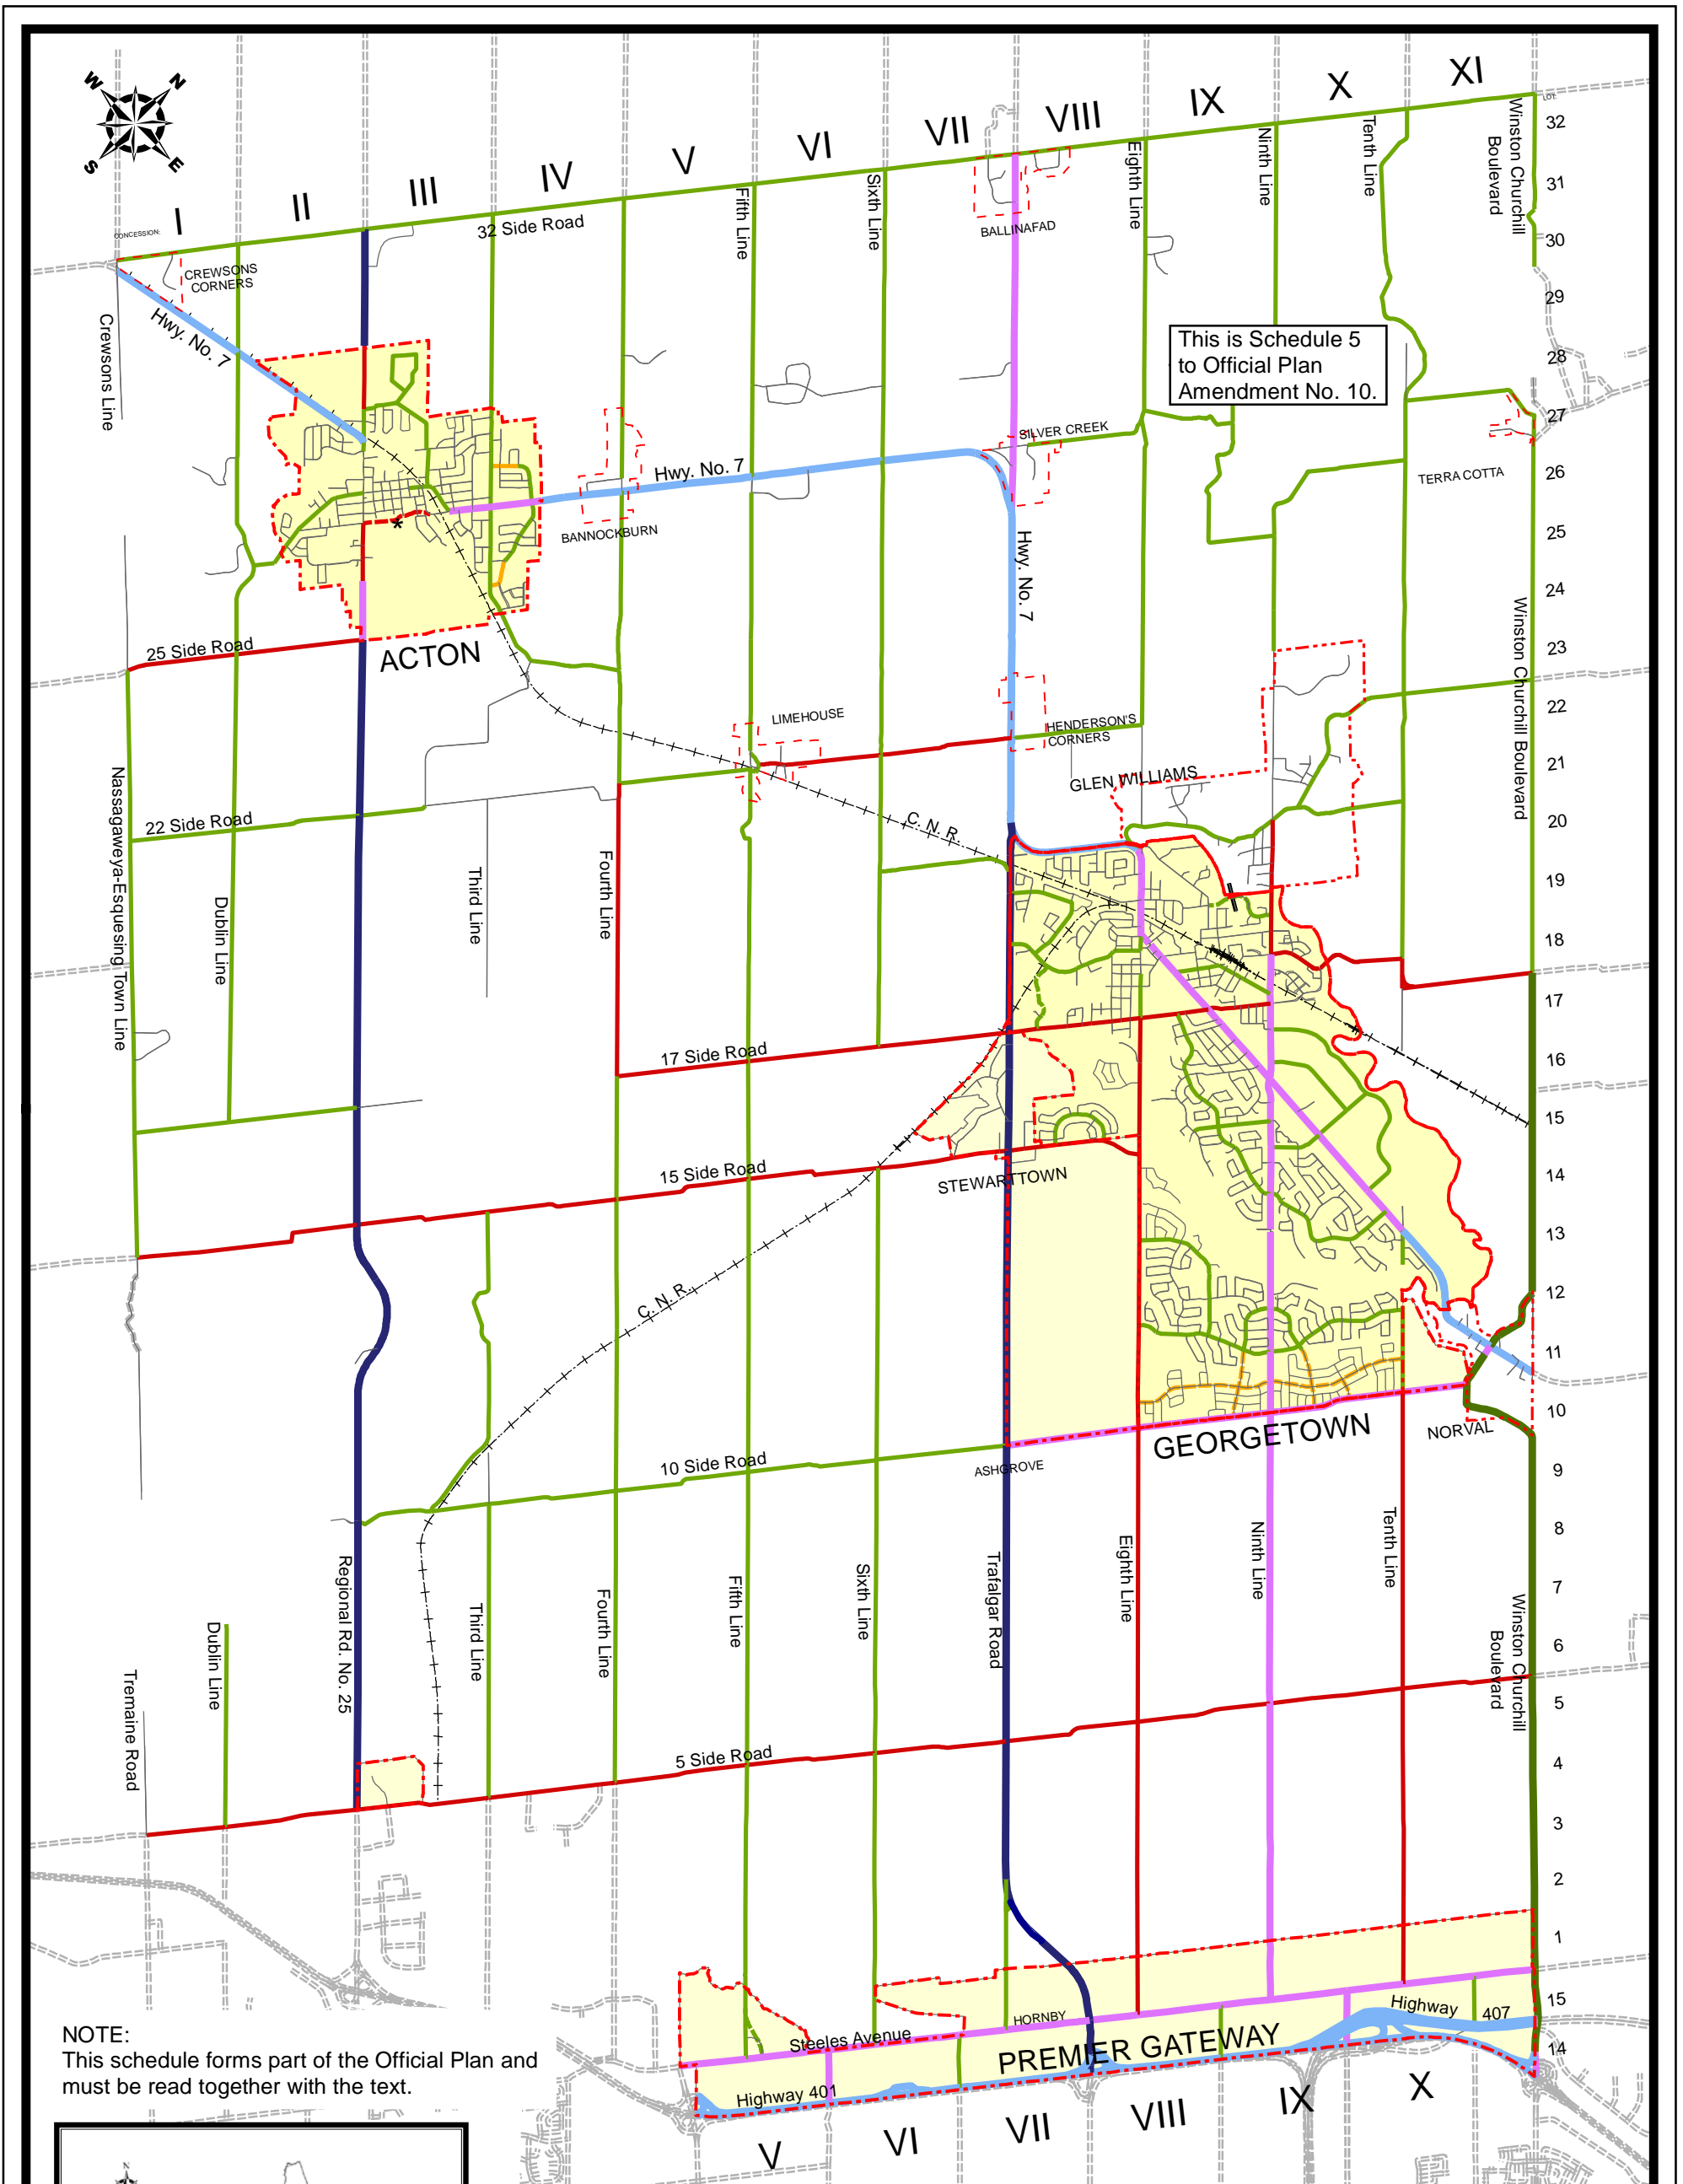 W
N
S
E
CONCESSION:
I
II
III
IV
V
VI
VII
VIII
IX
X
XI
LOT:
32
31
30
29
28
27
26
25
24
23
22
21
20
19
18
17
16
15
14
13
12
11
10
9
8
7
6
5
4
3
2
1
15
14
32 Side Road
CREWSONS
CORNERS
Hwy. No. 7
Crewsons Line
Fifth Line
Sixth Line
BALLINAFAD
Eighth Line
Ninth Line
Tenth Line
Winston Churchill
Boulevard
This is Schedule 5
to Official Plan
Amendment No. 10.
SILVER CREEK
Hwy. No. 7
BANNOCKBURN
TERRA COTTA
*
Hwy. No. 7
25 Side Road
ACTON
Winston Churchill Boulevard
LIMEHOUSE
HENDERSON'S
CORNERS
GLEN WILLIAMS
Nassagaweya-Esquesing Town Line
22 Side Road
Dublin Line
Third Line
Fourth Line
C. N. R.
17 Side Road
15 Side Road
STEWARTTOWN
C. N. R.
10 Side Road
ASHGROVE
GEORGETOWN
NORVAL
Tremaine Road
Dublin Line
Regional Rd. No. 25
Third Line
Fourth Line
Fifth Line
Sixth Line
Trafalgar Road
Eighth Line
Ninth Line
Tenth Line
Winston Churchill
Boulevard
5 Side Road
HORNBY
Steeles Avenue
PREMIER GATEWAY
Highway 407
Highway 401
V
VI
VII
VIII
IX
X
NOTE:
This schedule forms part of the Official Plan and
must be read together with the text.
N